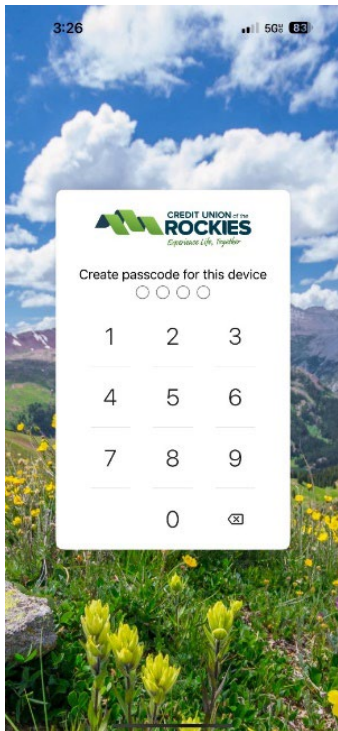 3:26
5G 83
CREDIT UNION of the
ROCKIES
Experience Life, Together
Create passcode for this device
1 2 3
4 5 6
7 8 9
0